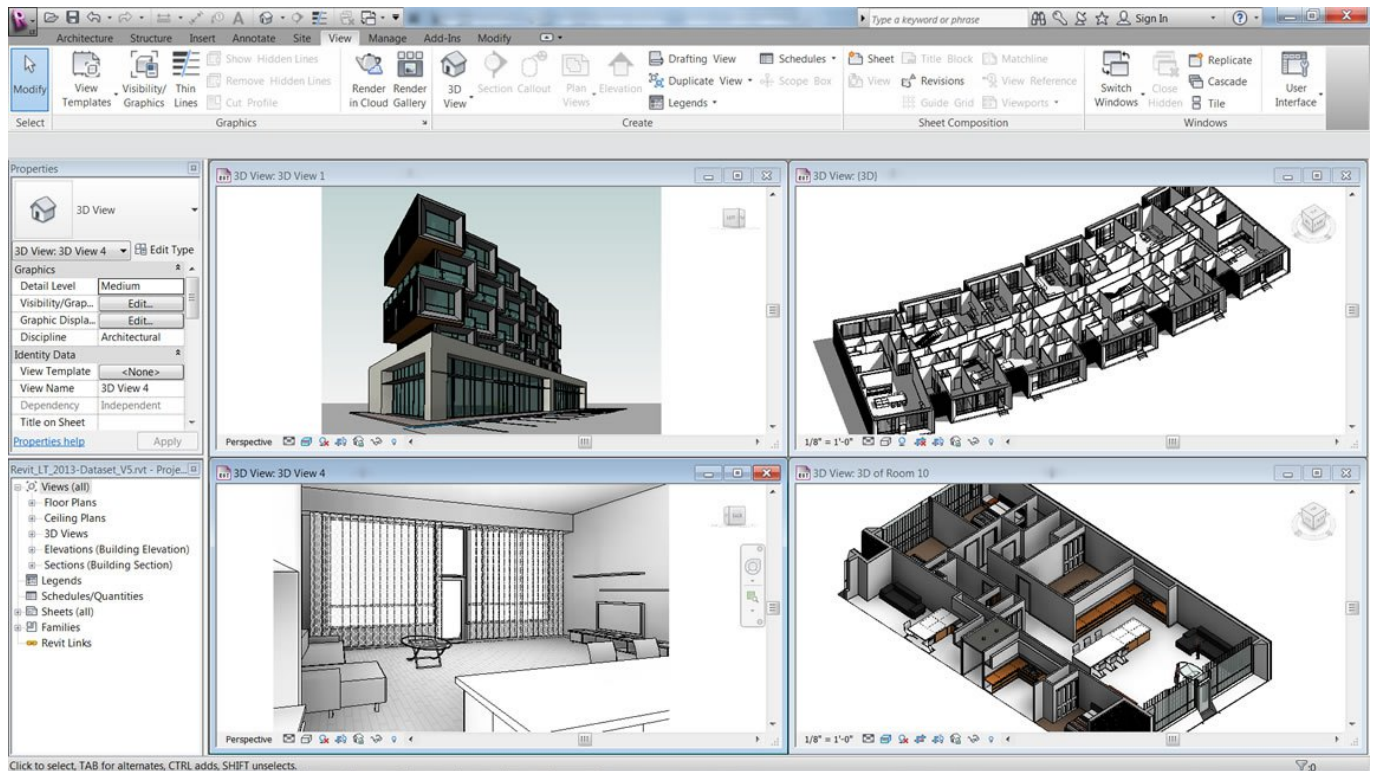 Type a keyword or phrase
Sign In
Architecture Structure Insert Annotate Site View Manage Add-Ins Modify
Modify
View Templates
Visibility/ Graphics
Thin Lines
Show Hidden Lines
Remove Hidden Lines
Cut Profile
Render in Cloud
Render Gallery
3D View
Section
Callout
Plan Views
Elevation
Drafting View
Duplicate View
Legends
Schedules
Scope Box
Sheet
Title Block
Matchline
View
Revisions
View Reference
Guide Grid
Viewports
Switch Windows
Close Hidden
Replicate
Cascade
Tile
User Interface
Select Graphics Create Sheet Composition Windows
Properties
3D View
3D View: 3D View 4 Edit Type
Graphics
Detail Level Medium
Visibility/Grap... Edit...
Graphic Displa... Edit...
Discipline Architectural
Identity Data
View Template <None>
View Name 3D View 4
Dependency Independent
Title on Sheet
Properties help Apply
Revit_LT_2013-Dataset_V5.rvt - Proje...
Views (all)
Floor Plans
Ceiling Plans
3D Views
Elevations (Building Elevation)
Sections (Building Section)
Legends
Schedules/Quantities
Sheets (all)
Families
Revit Links
3D View: 3D View 1
Perspective
3D View: {3D}
1/8" = 1'-0"
3D View: 3D View 4
Perspective
3D View: 3D of Room 10
1/8" = 1'-0"
Click to select, TAB for alternates, CTRL adds, SHIFT unselects.
:0